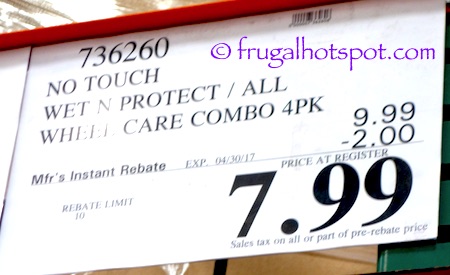 736260
© frugalhotspot.com
NO TOUCH
WET N PROTECT / ALL
WHEEL CARE COMBO 4PK
9.99
-2.00
Mfr's Instant Rebate EXP. 04/30/17
PRICE AT REGISTER
7.99
REBATE LIMIT
10
Sales tax on all or part of pre-rebate price